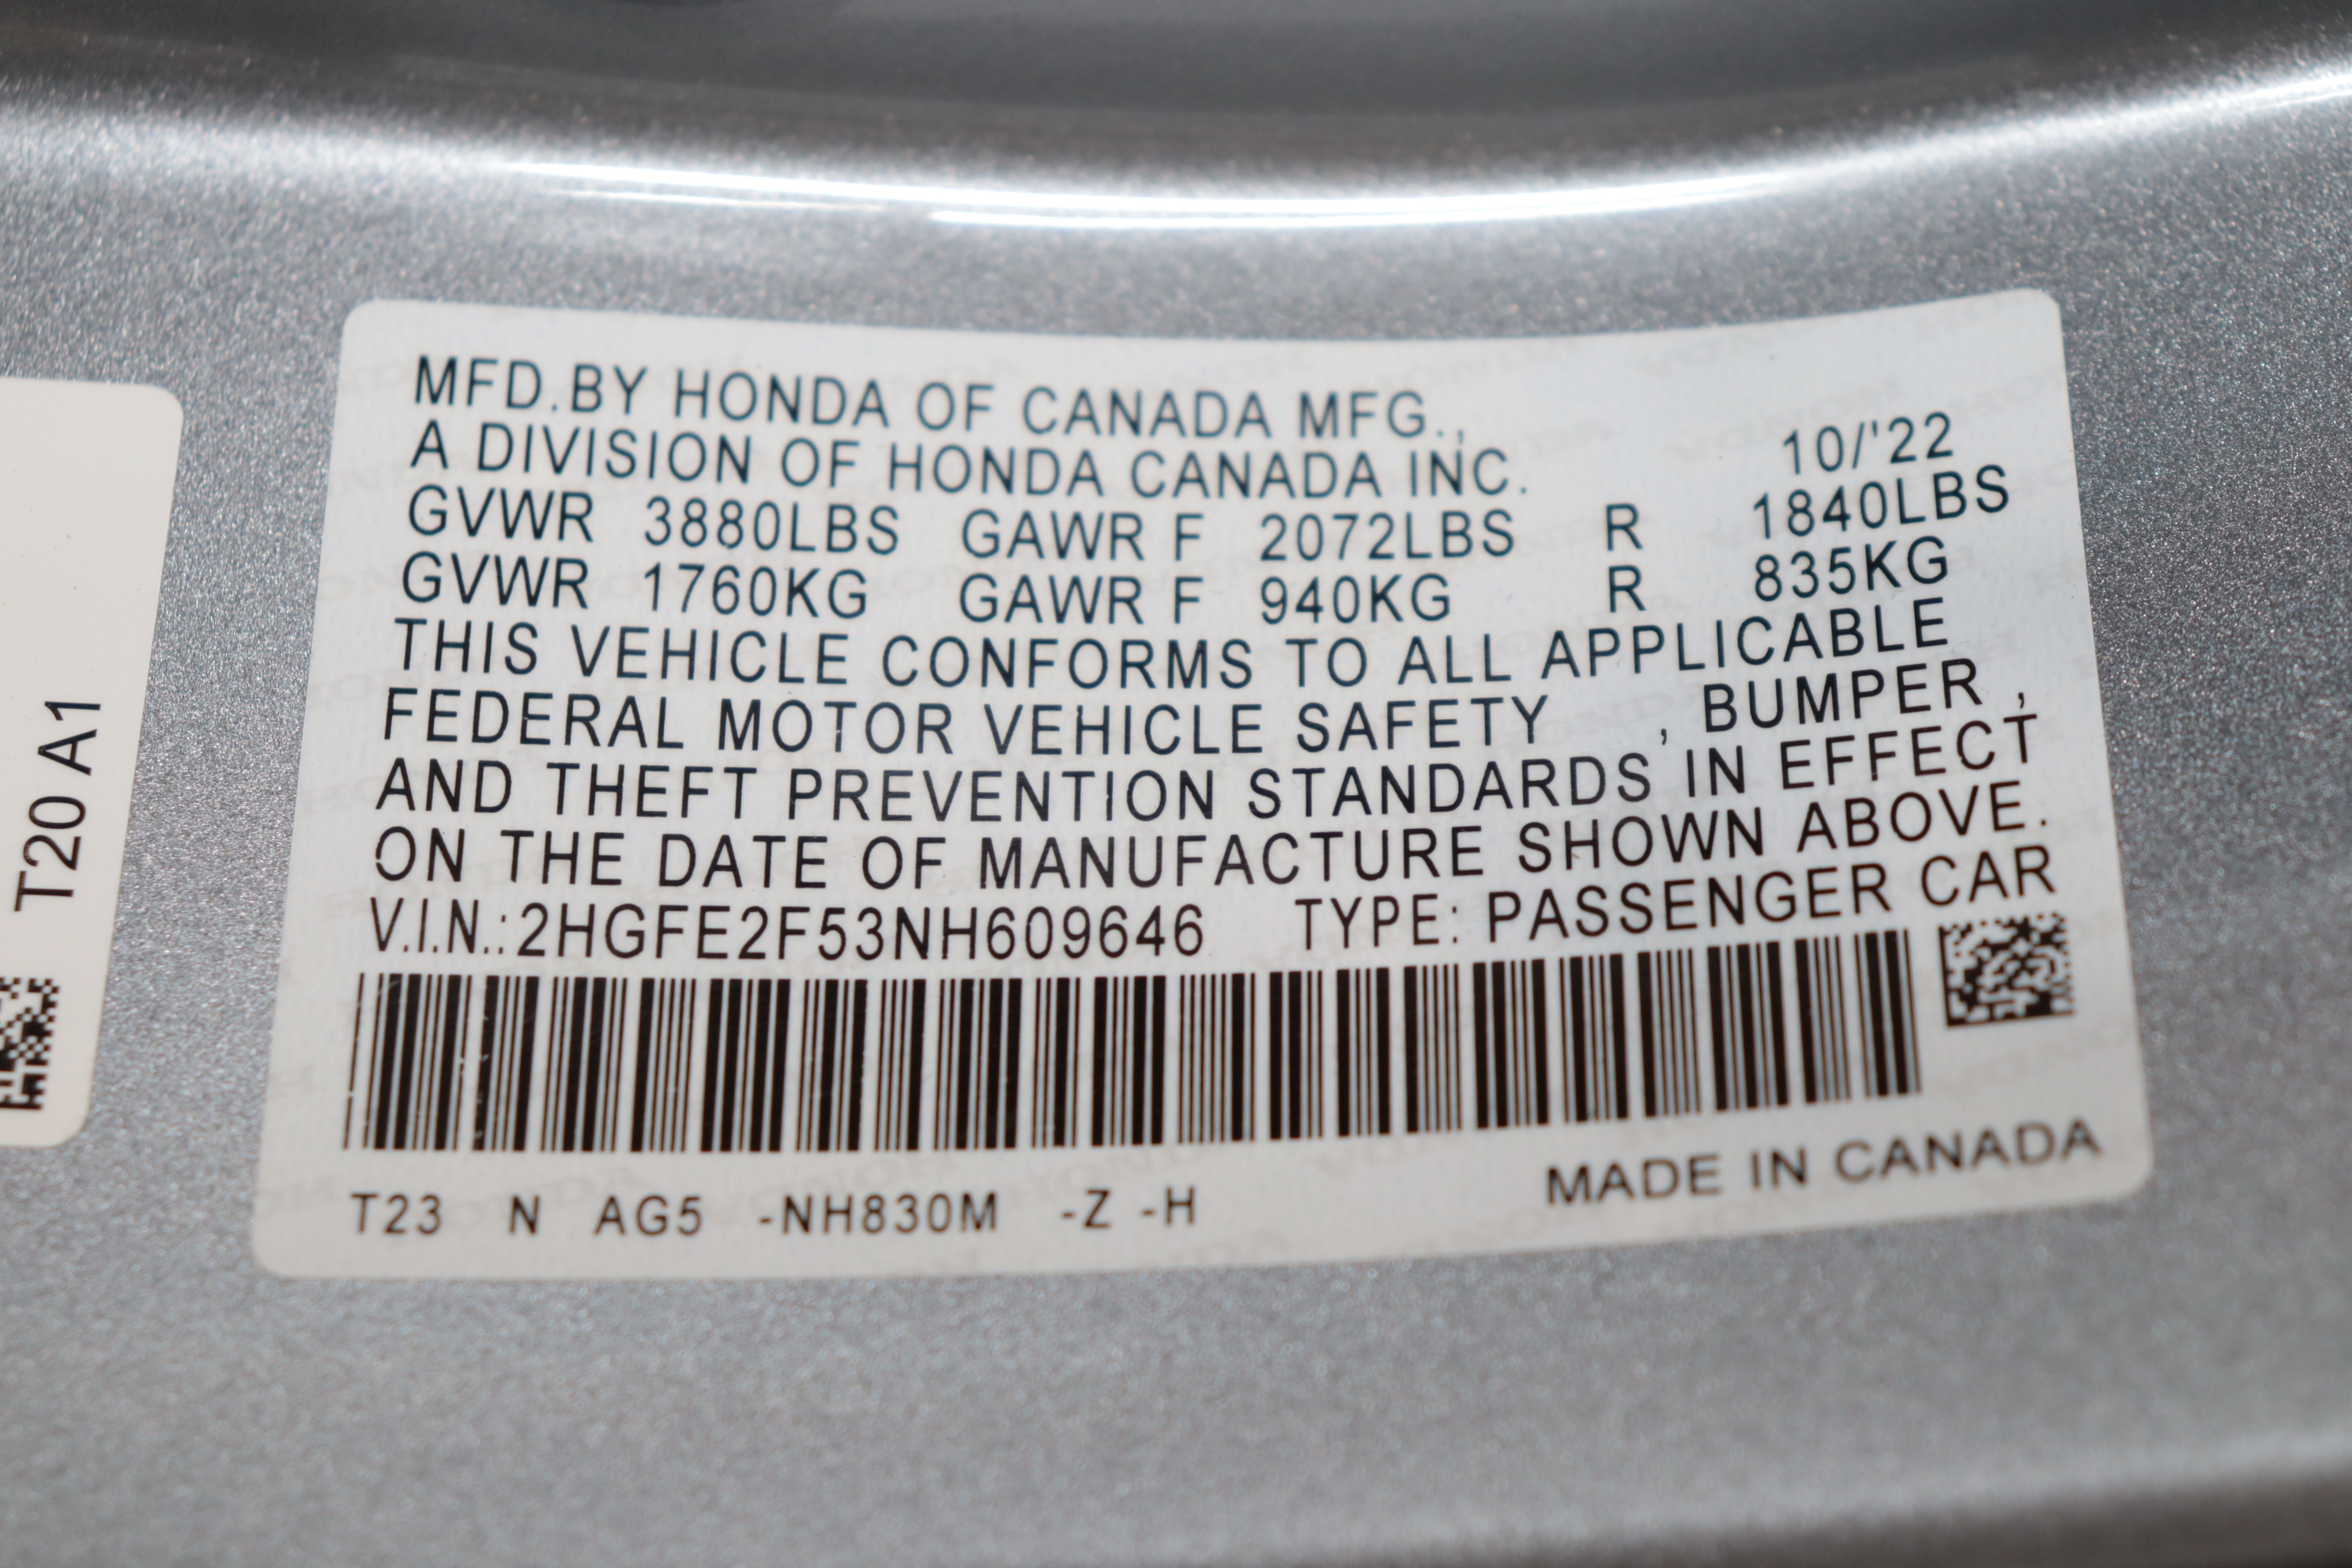 MFD.BY HONDA OF CANADA MFG.,
A DIVISION OF HONDA CANADA INC. 10/'22
GVWR 3880LBS GAWR F 2072LBS R 1840LBS
GVWR 1760KG GAWR F 940KG R 835KG
THIS VEHICLE CONFORMS TO ALL APPLICABLE
FEDERAL MOTOR VEHICLE SAFETY , BUMPER ,
AND THEFT PREVENTION STANDARDS IN EFFECT
ON THE DATE OF MANUFACTURE SHOWN ABOVE.
V.I.N.:2HGFE2F53NH609646 TYPE: PASSENGER CAR
T23 N AG5 -NH830M -Z -H
MADE IN CANADA
T20 A1